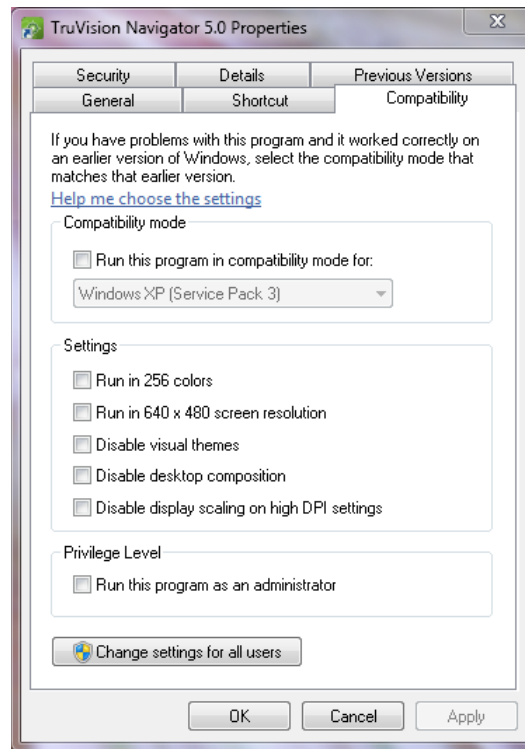 TruVision Navigator 5.0 Properties
Security
Details
Previous Versions
General
Shortcut
Compatibility
If you have problems with this program and it worked correctly on
an earlier version of Windows, select the compatibility mode that
matches that earlier version.
Help me choose the settings
Compatibility mode
Run this program in compatibility mode for:
Windows XP (Service Pack 3)
Settings
Run in 256 colors
Run in 640 x 480 screen resolution
Disable visual themes
Disable desktop composition
Disable display scaling on high DPI settings
Privilege Level
Run this program as an administrator
Change settings for all users
OK
Cancel
Apply